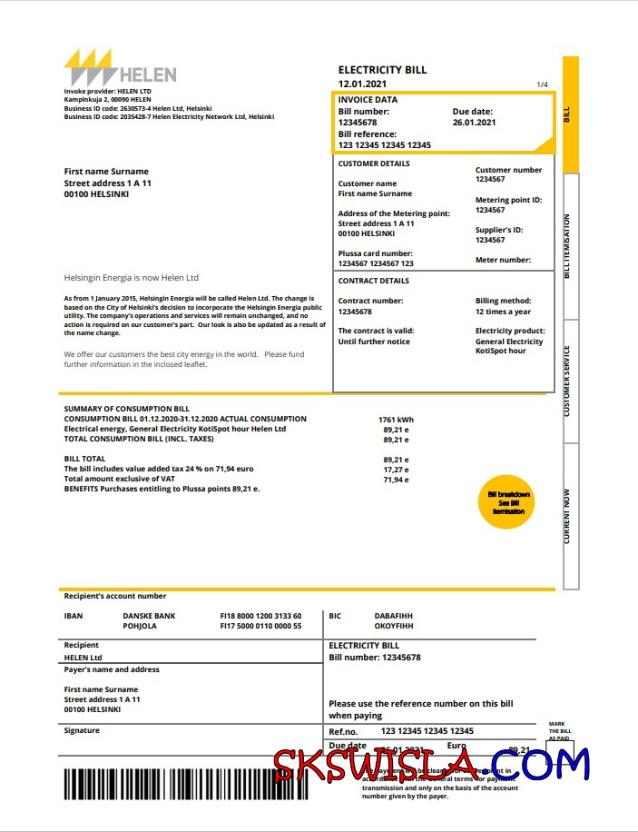 HELEN
Invoke provider: HELEN LTD
Kampinkuja 2, 00090 HELEN
Business ID code: 2630573-4 Helen Ltd, Helsinki
Business ID code: 2035428-7 Helen Electricity Network Ltd, Helsinki
ELECTRICITY BILL
12.01.2021
1/4
INVOICE DATA
Bill number:
12345678
Due date:
26.01.2021
Bill reference:
123 12345 12345 12345
BILL
First name Surname
Street address 1 A 11
00100 HELSINKI
CUSTOMER DETAILS
Customer name
First name Surname
Address of the Metering point:
Street address 1 A 11
00100 HELSINKI
Plussa card number:
1234567 1234567 123
Customer number
1234567
Metering point ID:
1234567
Supplier's ID:
1234567
Meter number:
BILL ITEMISATION
Helsingin Energia is now Helen Ltd
As from 1 January 2015, Helsingin Energia will be called Helen Ltd. The change is
based on the City of Helsinki's decision to incorporate the Helsingin Energia public
utility. The company's operations and services will remain unchanged, and no
action is required on our customer's part. Our look is also be updated as a result of
the name change.
We offer our customers the best city energy in the world. Please fund
further information in the inclosed leaflet.
CONTRACT DETAILS
Contract number:
12345678
The contract is valid:
Until further notice
Billing method:
12 times a year
Electricity product:
General Electricity
KotiSpot hour
CUSTOMER SERVICE
SUMMARY OF CONSUMPTION BILL
CONSUMPTION BILL 01.12.2020-31.12.2020 ACTUAL CONSUMPTION 1761 kWh
Electrical energy, General Electricity KotiSpot hour Helen Ltd 89,21 e
TOTAL CONSUMPTION BILL (INCL. TAXES) 89,21 e
BILL TOTAL 89,21 e
The bill includes value added tax 24 % on 71,94 euro 17,27 e
Total amount exclusive of VAT 71,94 e
BENEFITS Purchases entitling to Plussa points 89,21 e.
Bill breakdown
See Bill
itemisation
CURRENT NOW
Recipient's account number
IBAN DANSKE BANK FI18 8000 1200 3133 60 BIC DABAFIHH
POHJOLA FI17 5000 0110 0000 55 OKOYFIHH
Recipient
HELEN Ltd
ELECTRICITY BILL
Bill number: 12345678
Payer's name and address
First name Surname
Street address 1 A 11
00100 HELSINKI
Please use the reference number on this bill
when paying
MARK
THE BILL
AS PAID
Signature
Ref.no. 123 12345 12345 12345
Due date 26.01.2021 Euro 89,21
SKSWISLA.COM
transmission and only on the basis of the account
number given by the payer.